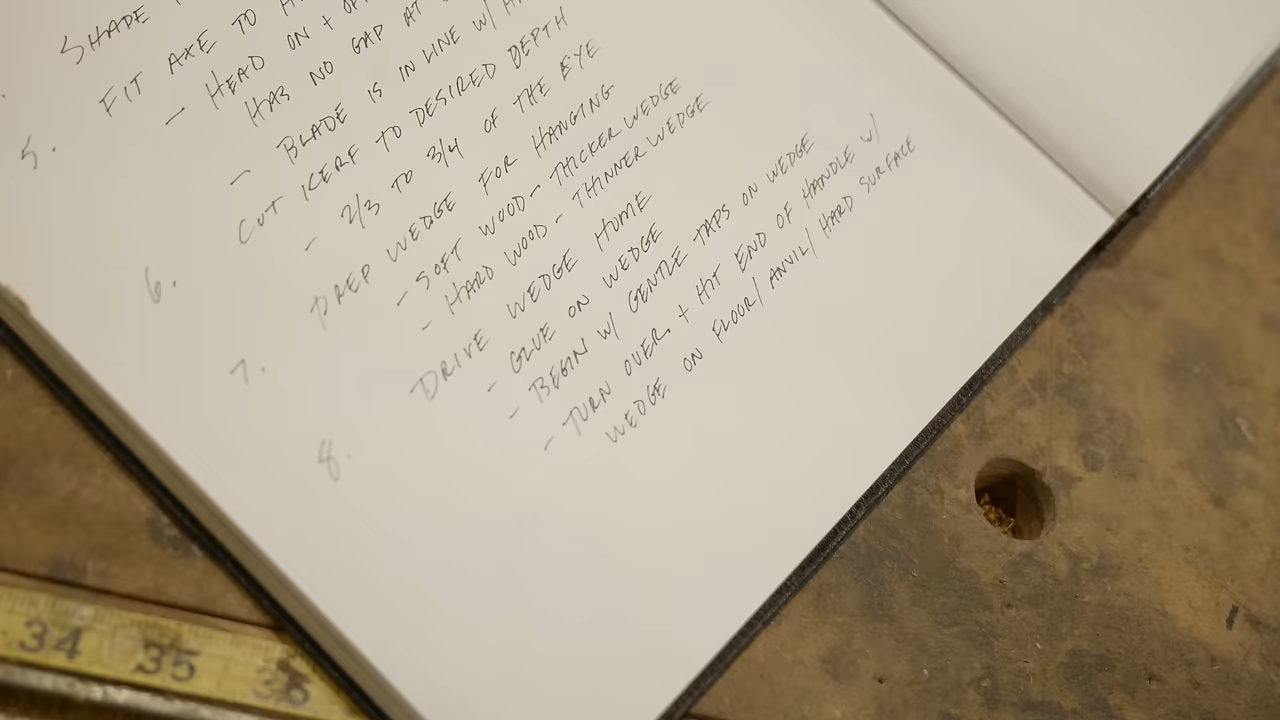 SHAPE
5. FIT AXE TO
- HEAD ON +
HAS NO GAP AT
- BLADE IS IN LINE W/
6. CUT KERF TO DESIRED DEPTH
- 2/3 TO 3/4 OF THE EYE
7. PREP WEDGE FOR HANGING
- SOFT WOOD - THICKER WEDGE
- HARD WOOD - THINNER WEDGE
8. DRIVE WEDGE HOME
- GLUE ON WEDGE
- BEGIN W/ GENTLE TAPS ON WEDGE
- TURN OVER + HIT END OF HANDLE W/
WEDGE ON FLOOR/ANVIL/HARD SURFACE
34 35 36